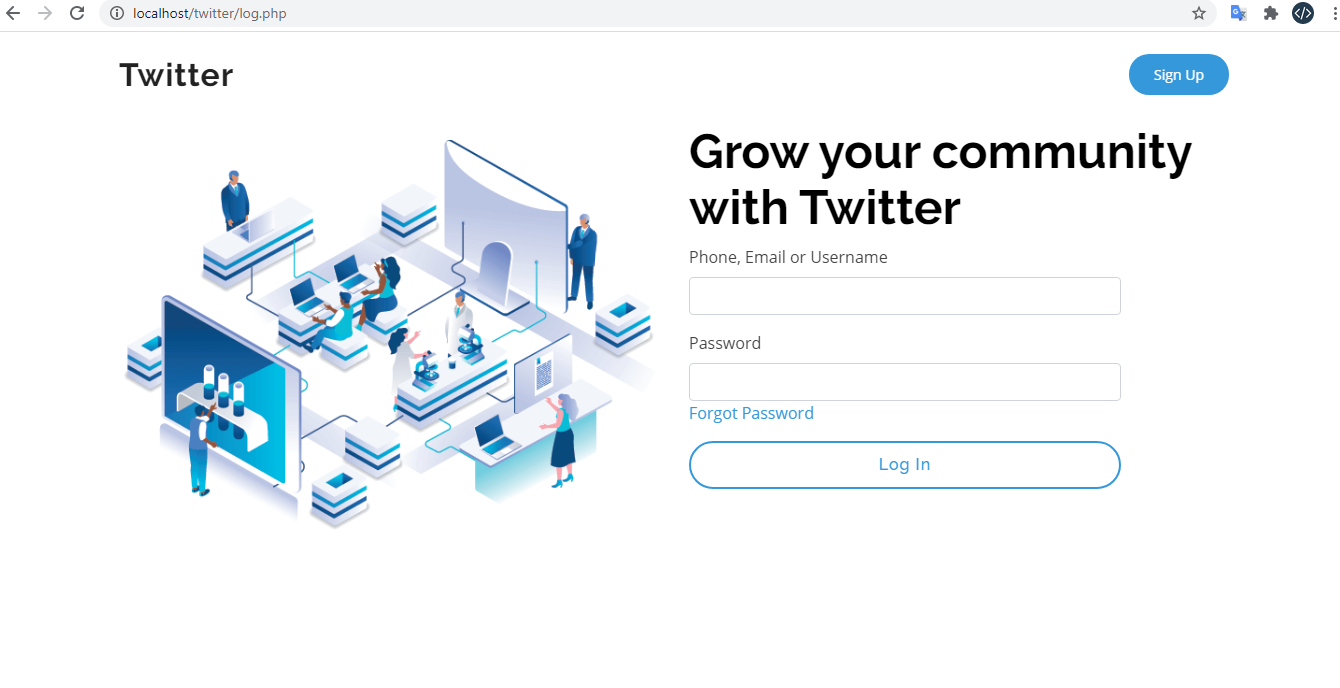 localhost/twitter/log.php
Twitter
Sign Up
Grow your community
with Twitter
Phone, Email or Username
Password
Forgot Password
Log In